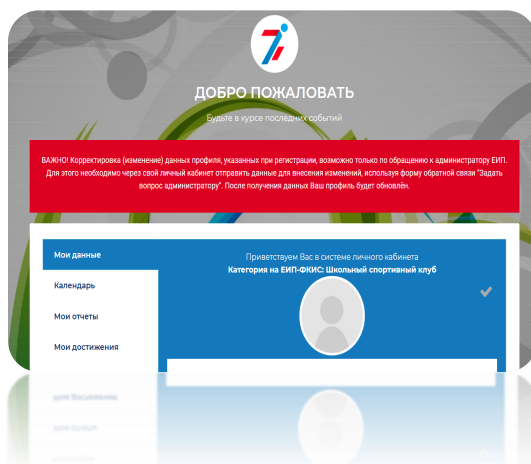 ДОБРО ПОЖАЛОВАТЬ
Будьте в курсе последних событий
ВАЖНО! Корректировка (изменение) данных профиля, указанных при регистрации, возможно только по обращению к администратору ЕИП.
Для этого необходимо через свой личный кабинет отправить данные для внесения изменений, используя форму обратной связи "Задать
вопрос администратору". После получения данных Ваш профиль будет обновлён.
Мои данные
Приветствуем Вас в системе личного кабинета
Категория на ЕИП-ФКИС: Школьный спортивный клуб
Календарь
Мои отчеты
Мои достижения